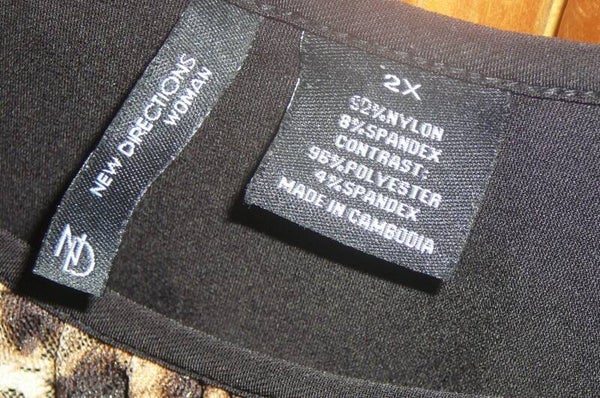 NEW DIRECTIONS
WOMAN
ND
2X
92%NYLON
8%SPANDEX
CONTRAST:
96%POLYESTER
4%SPANDEX
MADE IN CAMBODIA